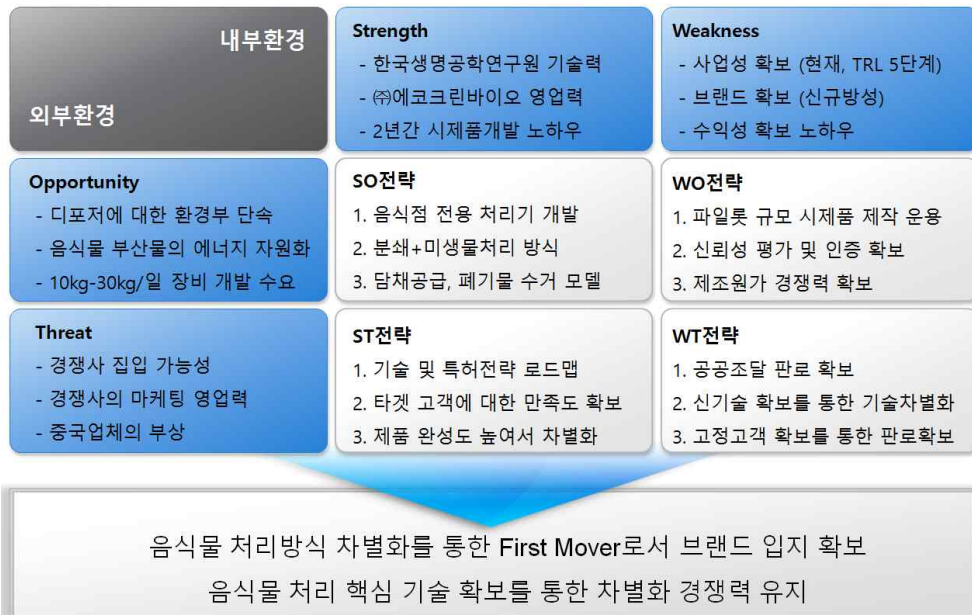 내부환경
외부환경
Strength
- 한국생명공학연구원 기술력
- ㈜에코크린바이오 영업력
- 2년간 시제품개발 노하우
Weakness
- 사업성 확보 (현재, TRL 5단계)
- 브랜드 확보 (신규방성)
- 수익성 확보 노하우
Opportunity
- 디포저에 대한 환경부 단속
- 음식물 부산물의 에너지 자원화
- 10kg-30kg/일 장비 개발 수요
SO전략
1. 음식점 전용 처리기 개발
2. 분쇄+미생물처리 방식
3. 담채공급, 폐기물 수거 모델
WO전략
1. 파일롯 규모 시제품 제작 운용
2. 신뢰성 평가 및 인증 확보
3. 제조원가 경쟁력 확보
Threat
- 경쟁사 집입 가능성
- 경쟁사의 마케팅 영업력
- 중국업체의 부상
ST전략
1. 기술 및 특허전략 로드맵
2. 타겟 고객에 대한 만족도 확보
3. 제품 완성도 높여서 차별화
WT전략
1. 공공조달 판로 확보
2. 신기술 확보를 통한 기술차별화
3. 고정고객 확보를 통한 판로확보
음식물 처리방식 차별화를 통한 First Mover로서 브랜드 입지 확보
음식물 처리 핵심 기술 확보를 통한 차별화 경쟁력 유지